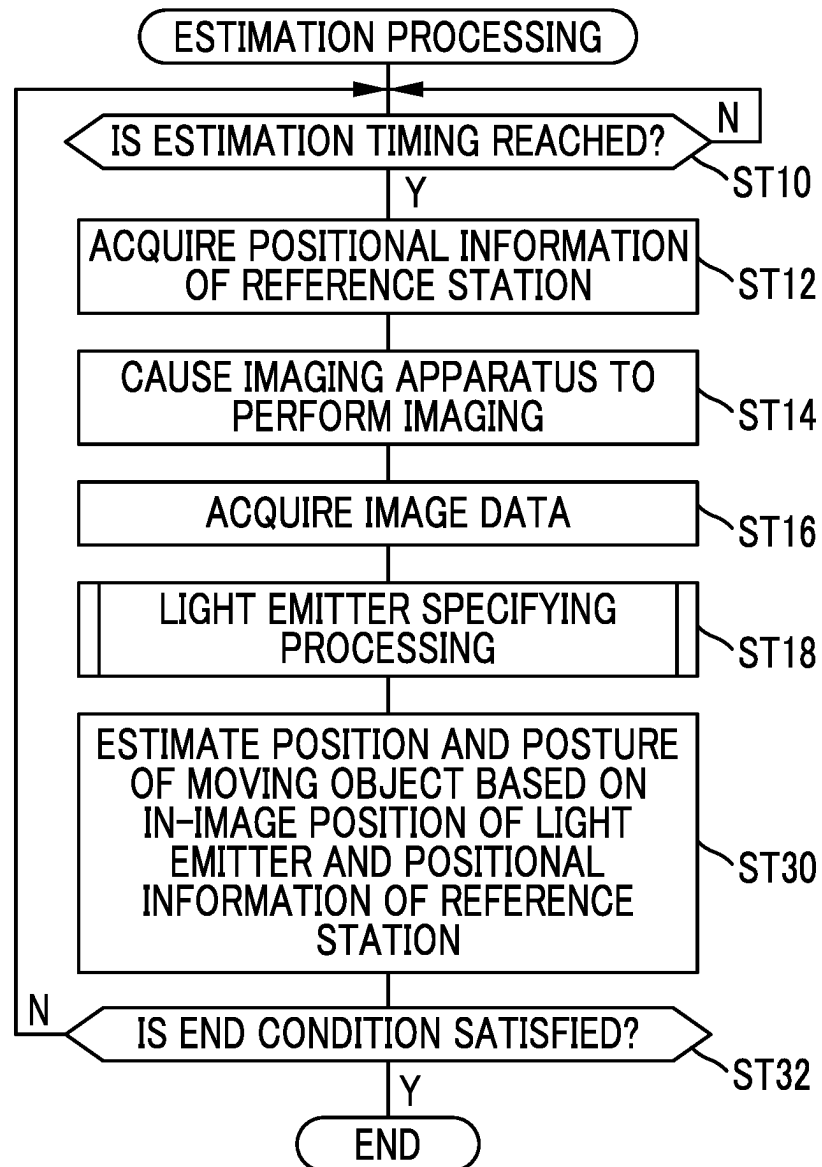 ESTIMATION PROCESSING
IS ESTIMATION TIMING REACHED?
N
ST10
Y
ACQUIRE POSITIONAL INFORMATION
OF REFERENCE STATION
ST12
CAUSE IMAGING APPARATUS TO
PERFORM IMAGING
ST14
ACQUIRE IMAGE DATA
ST16
LIGHT EMITTER SPECIFYING
PROCESSING
ST18
ESTIMATE POSITION AND POSTURE
OF MOVING OBJECT BASED ON
IN-IMAGE POSITION OF LIGHT
EMITTER AND POSITIONAL
INFORMATION OF REFERENCE
STATION
ST30
N
IS END CONDITION SATISFIED?
ST32
Y
END